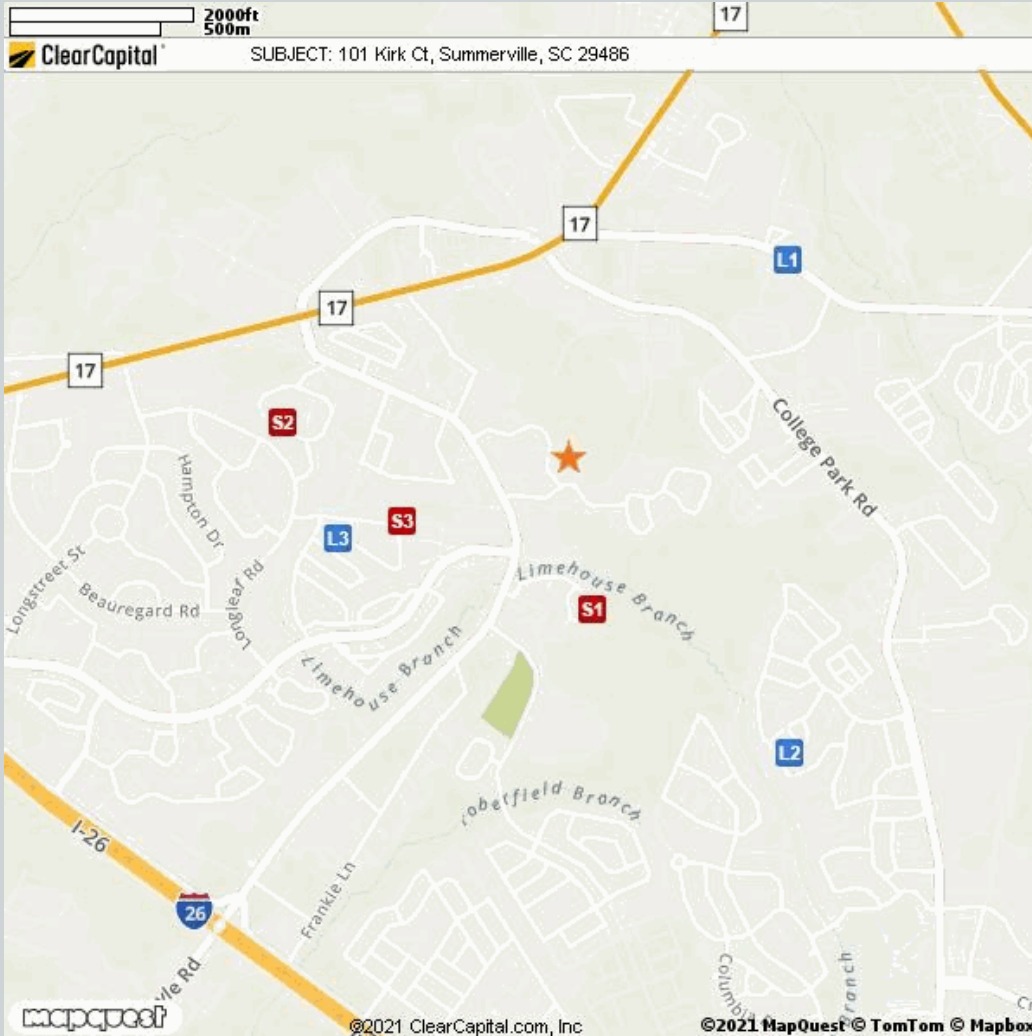 2000ft
500m
17
ClearCapital
SUBJECT: 101 Kirk Ct, Summerville, SC 29486
17
L1
17
17
S2
College Park Rd
Hampton Dr
S3
L3
Longstreet St
Beauregard Rd
Longleaf Rd
Limehouse Branch
S1
Limehouse Branch
L2
I-26
26
Frankie Ln
Branch
mapquest
©2021 ClearCapital.com, Inc
©2021 MapQuest © TomTom © Mapbo